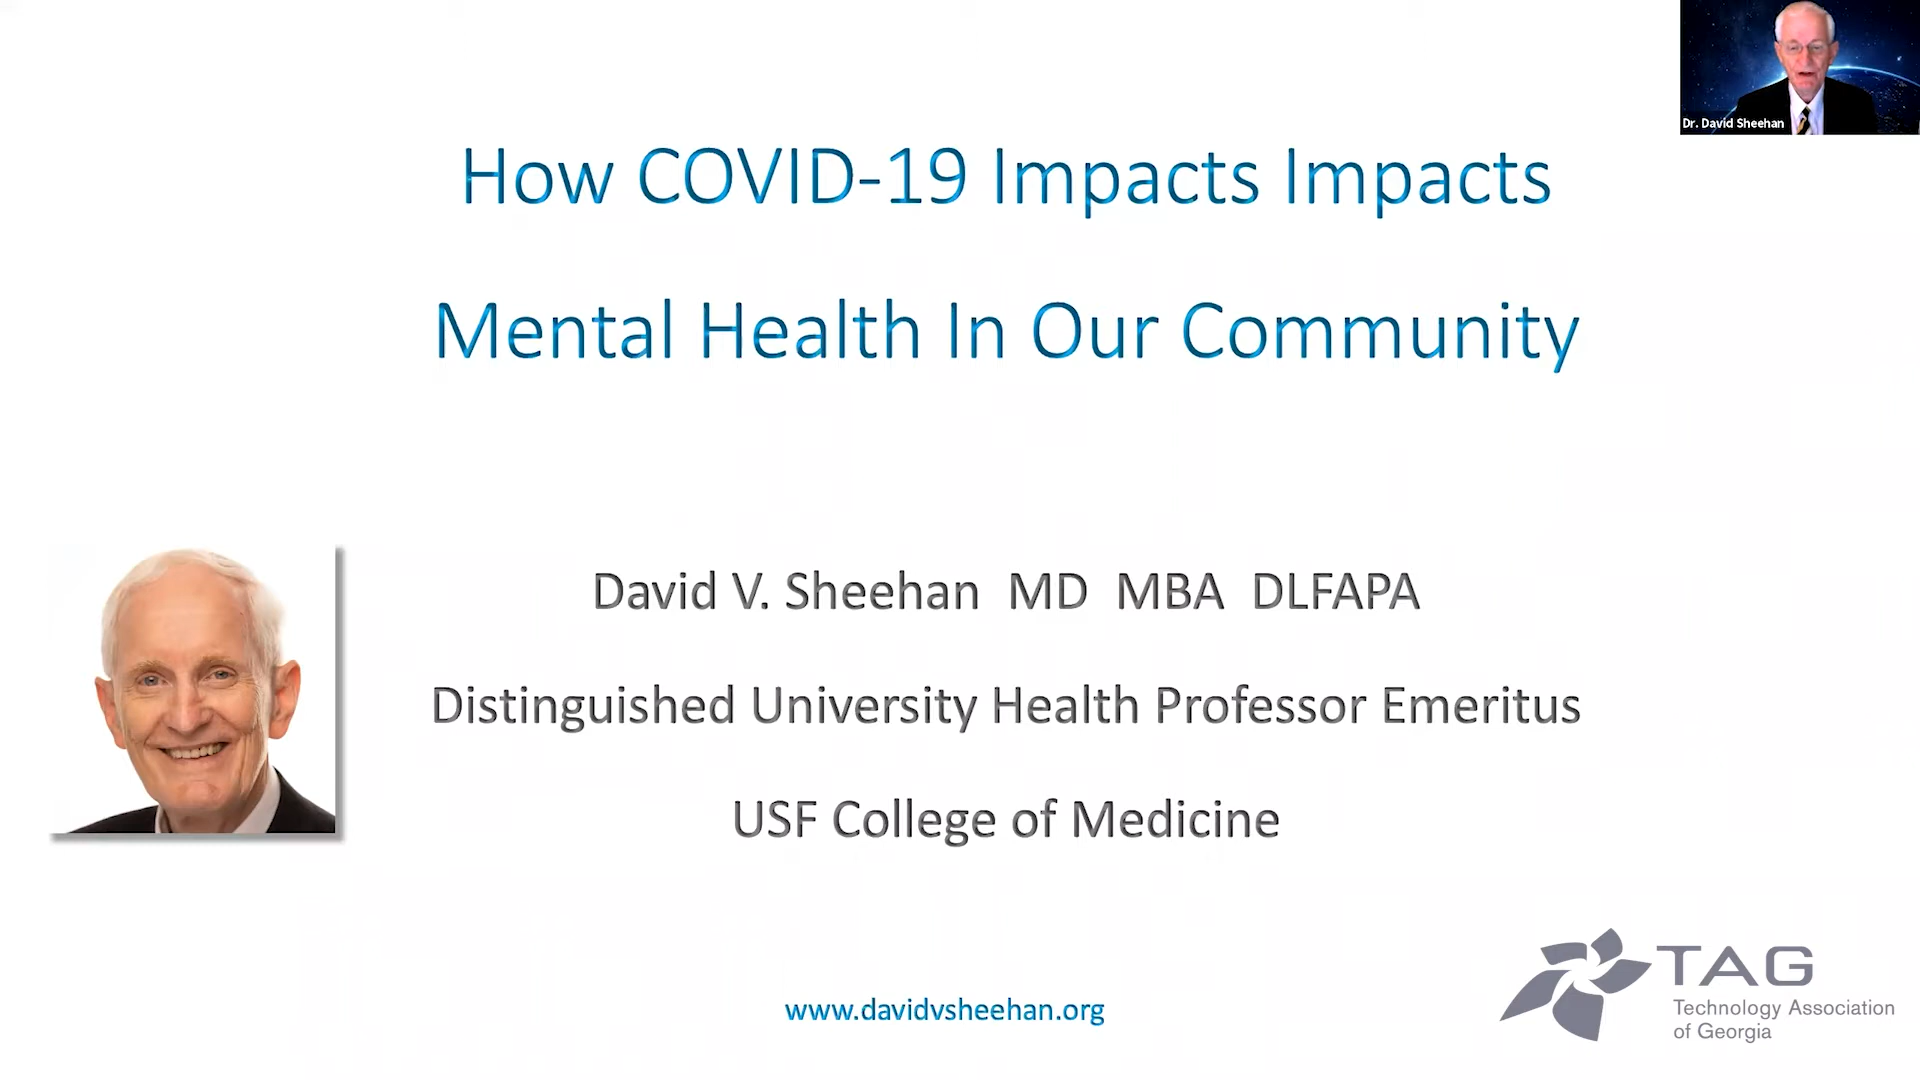 Dr. David Sheehan
How COVID-19 Impacts Impacts
Mental Health In Our Community
David V. Sheehan MD MBA DLFAPA
Distinguished University Health Professor Emeritus
USF College of Medicine
www.davidvsheehan.org
TAG
Technology Association
of Georgia